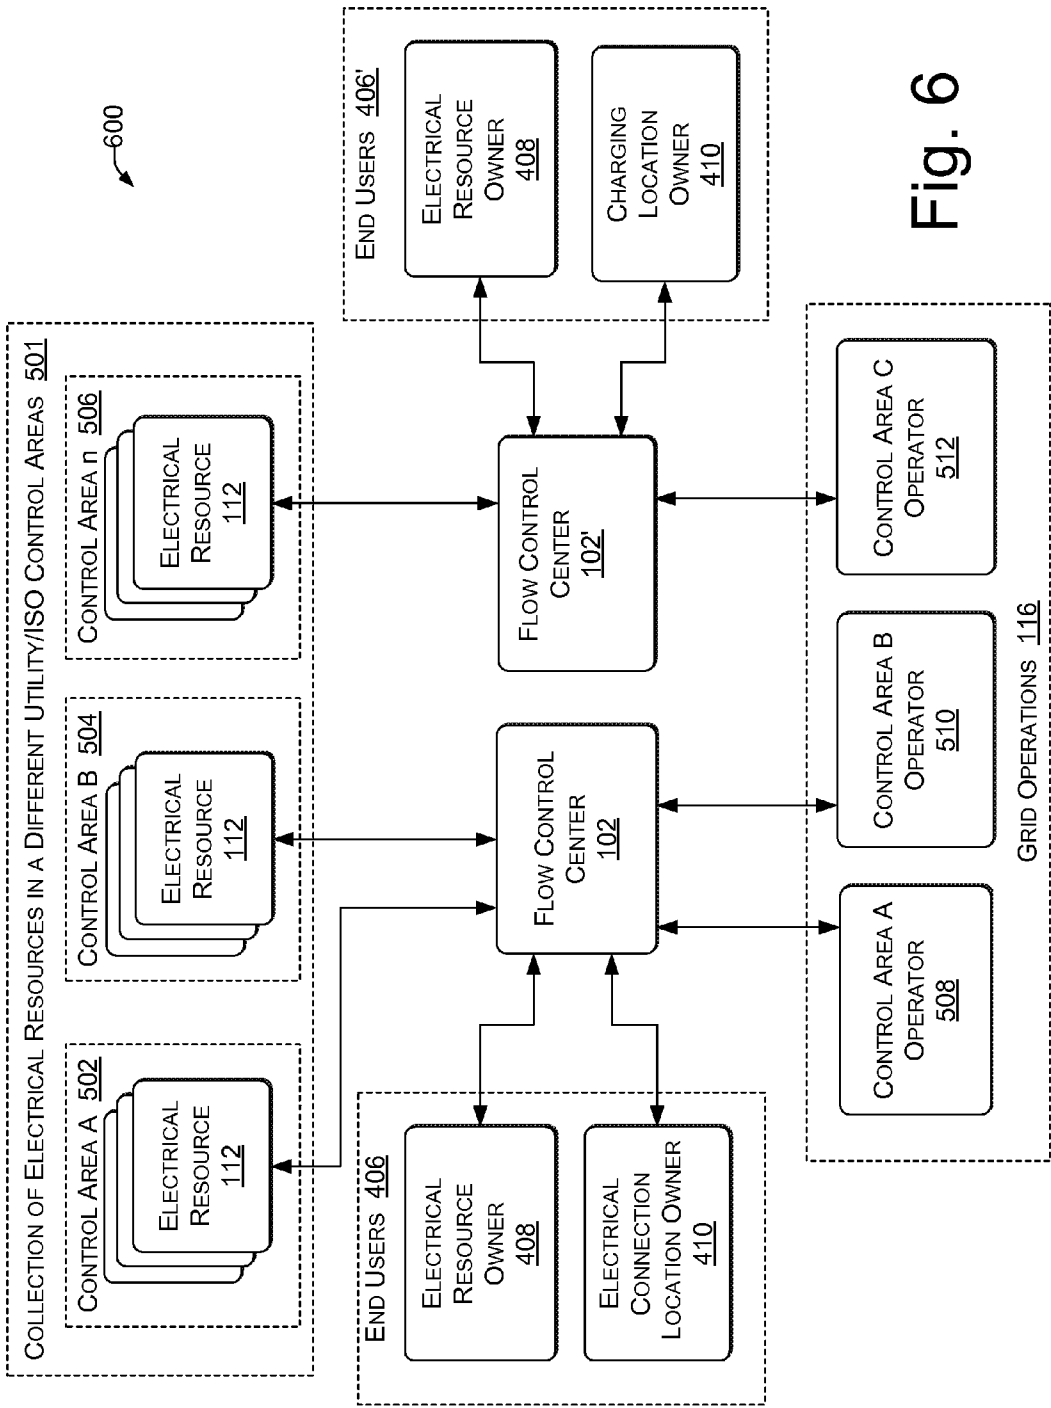 600
COLLECTION OF ELECTRICAL RESOURCES IN A DIFFERENT UTILITY/ISO CONTROL AREAS 501
CONTROL AREA A 502
ELECTRICAL
RESOURCE
112
CONTROL AREA B 504
ELECTRICAL
RESOURCE
112
CONTROL AREA n 506
ELECTRICAL
RESOURCE
112
END USERS 406
ELECTRICAL
RESOURCE
OWNER
408
ELECTRICAL
CONNECTION
LOCATION OWNER
410
FLOW CONTROL
CENTER
102
FLOW CONTROL
CENTER
102'
END USERS 406'
ELECTRICAL
RESOURCE
OWNER
408
CHARGING
LOCATION
OWNER
410
CONTROL AREA A
OPERATOR
508
CONTROL AREA B
OPERATOR
510
CONTROL AREA C
OPERATOR
512
GRID OPERATIONS 116
Fig. 6